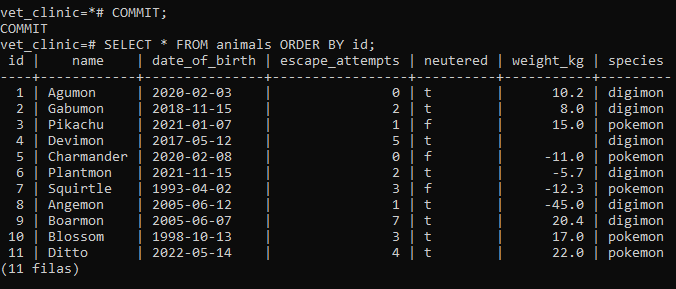 vet_clinic=*# COMMIT;
COMMIT
vet_clinic=# SELECT * FROM animals ORDER BY id;
 id |    name    | date_of_birth | escape_attempts | neutered | weight_kg | species
----+------------+---------------+-----------------+----------+-----------+---------
  1 | Agumon     | 2020-02-03    |               0 | t        |      10.2 | digimon
  2 | Gabumon    | 2018-11-15    |               2 | t        |       8.0 | digimon
  3 | Pikachu    | 2021-01-07    |               1 | f        |      15.0 | pokemon
  4 | Devimon    | 2017-05-12    |               5 | t        |           | digimon
  5 | Charmander | 2020-02-08    |               0 | f        |     -11.0 | pokemon
  6 | Plantmon   | 2021-11-15    |               2 | t        |      -5.7 | digimon
  7 | Squirtle   | 1993-04-02    |               3 | f        |     -12.3 | pokemon
  8 | Angemon    | 2005-06-12    |               1 | t        |     -45.0 | digimon
  9 | Boarmon    | 2005-06-07    |               7 | t        |      20.4 | digimon
 10 | Blossom    | 1998-10-13    |               3 | t        |      17.0 | pokemon
 11 | Ditto      | 2022-05-14    |               4 | t        |      22.0 | pokemon
(11 filas)